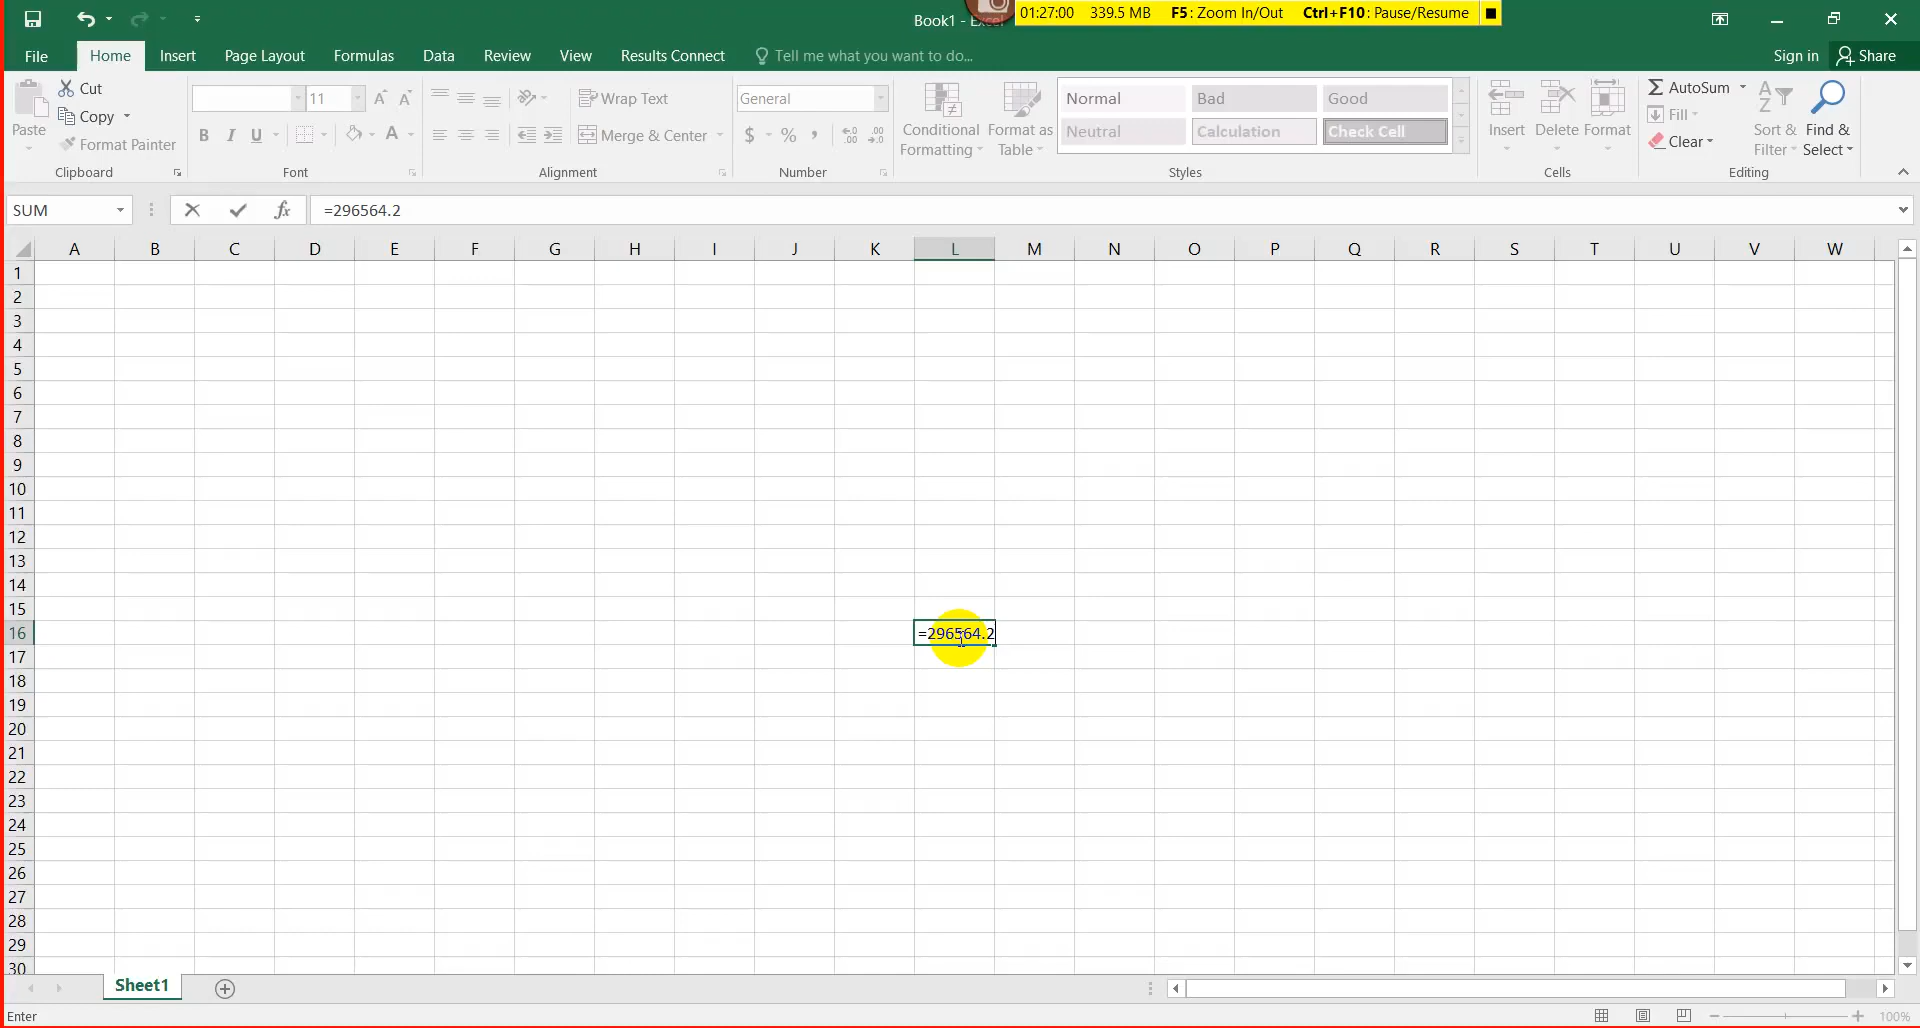 Book1 - Excel
01:27:00 339.5 MB F5: Zoom In/Out Ctrl+F10: Pause/Resume
File Home Insert Page Layout Formulas Data Review View Results Connect Tell me what you want to do... Sign in Share
Paste
Cut
Copy
Format Painter
Clipboard
11
B I U A
Font
Wrap Text
Merge & Center
Alignment
General
$ % ,
Number
Conditional Formatting
Format as Table
Normal Bad Good
Neutral Calculation Check Cell
Styles
Insert Delete Format
Cells
AutoSum
Fill
Clear
Sort & Filter
Find & Select
Editing
SUM fx =296564.2
A B C D E F G H I J K L M N O P Q R S T U V W
1
2
3
4
5
6
7
8
9
10
11
12
13
14
15
16 =296564.2
17
18
19
20
21
22
23
24
25
26
27
28
29
30
Sheet1
Enter 100%